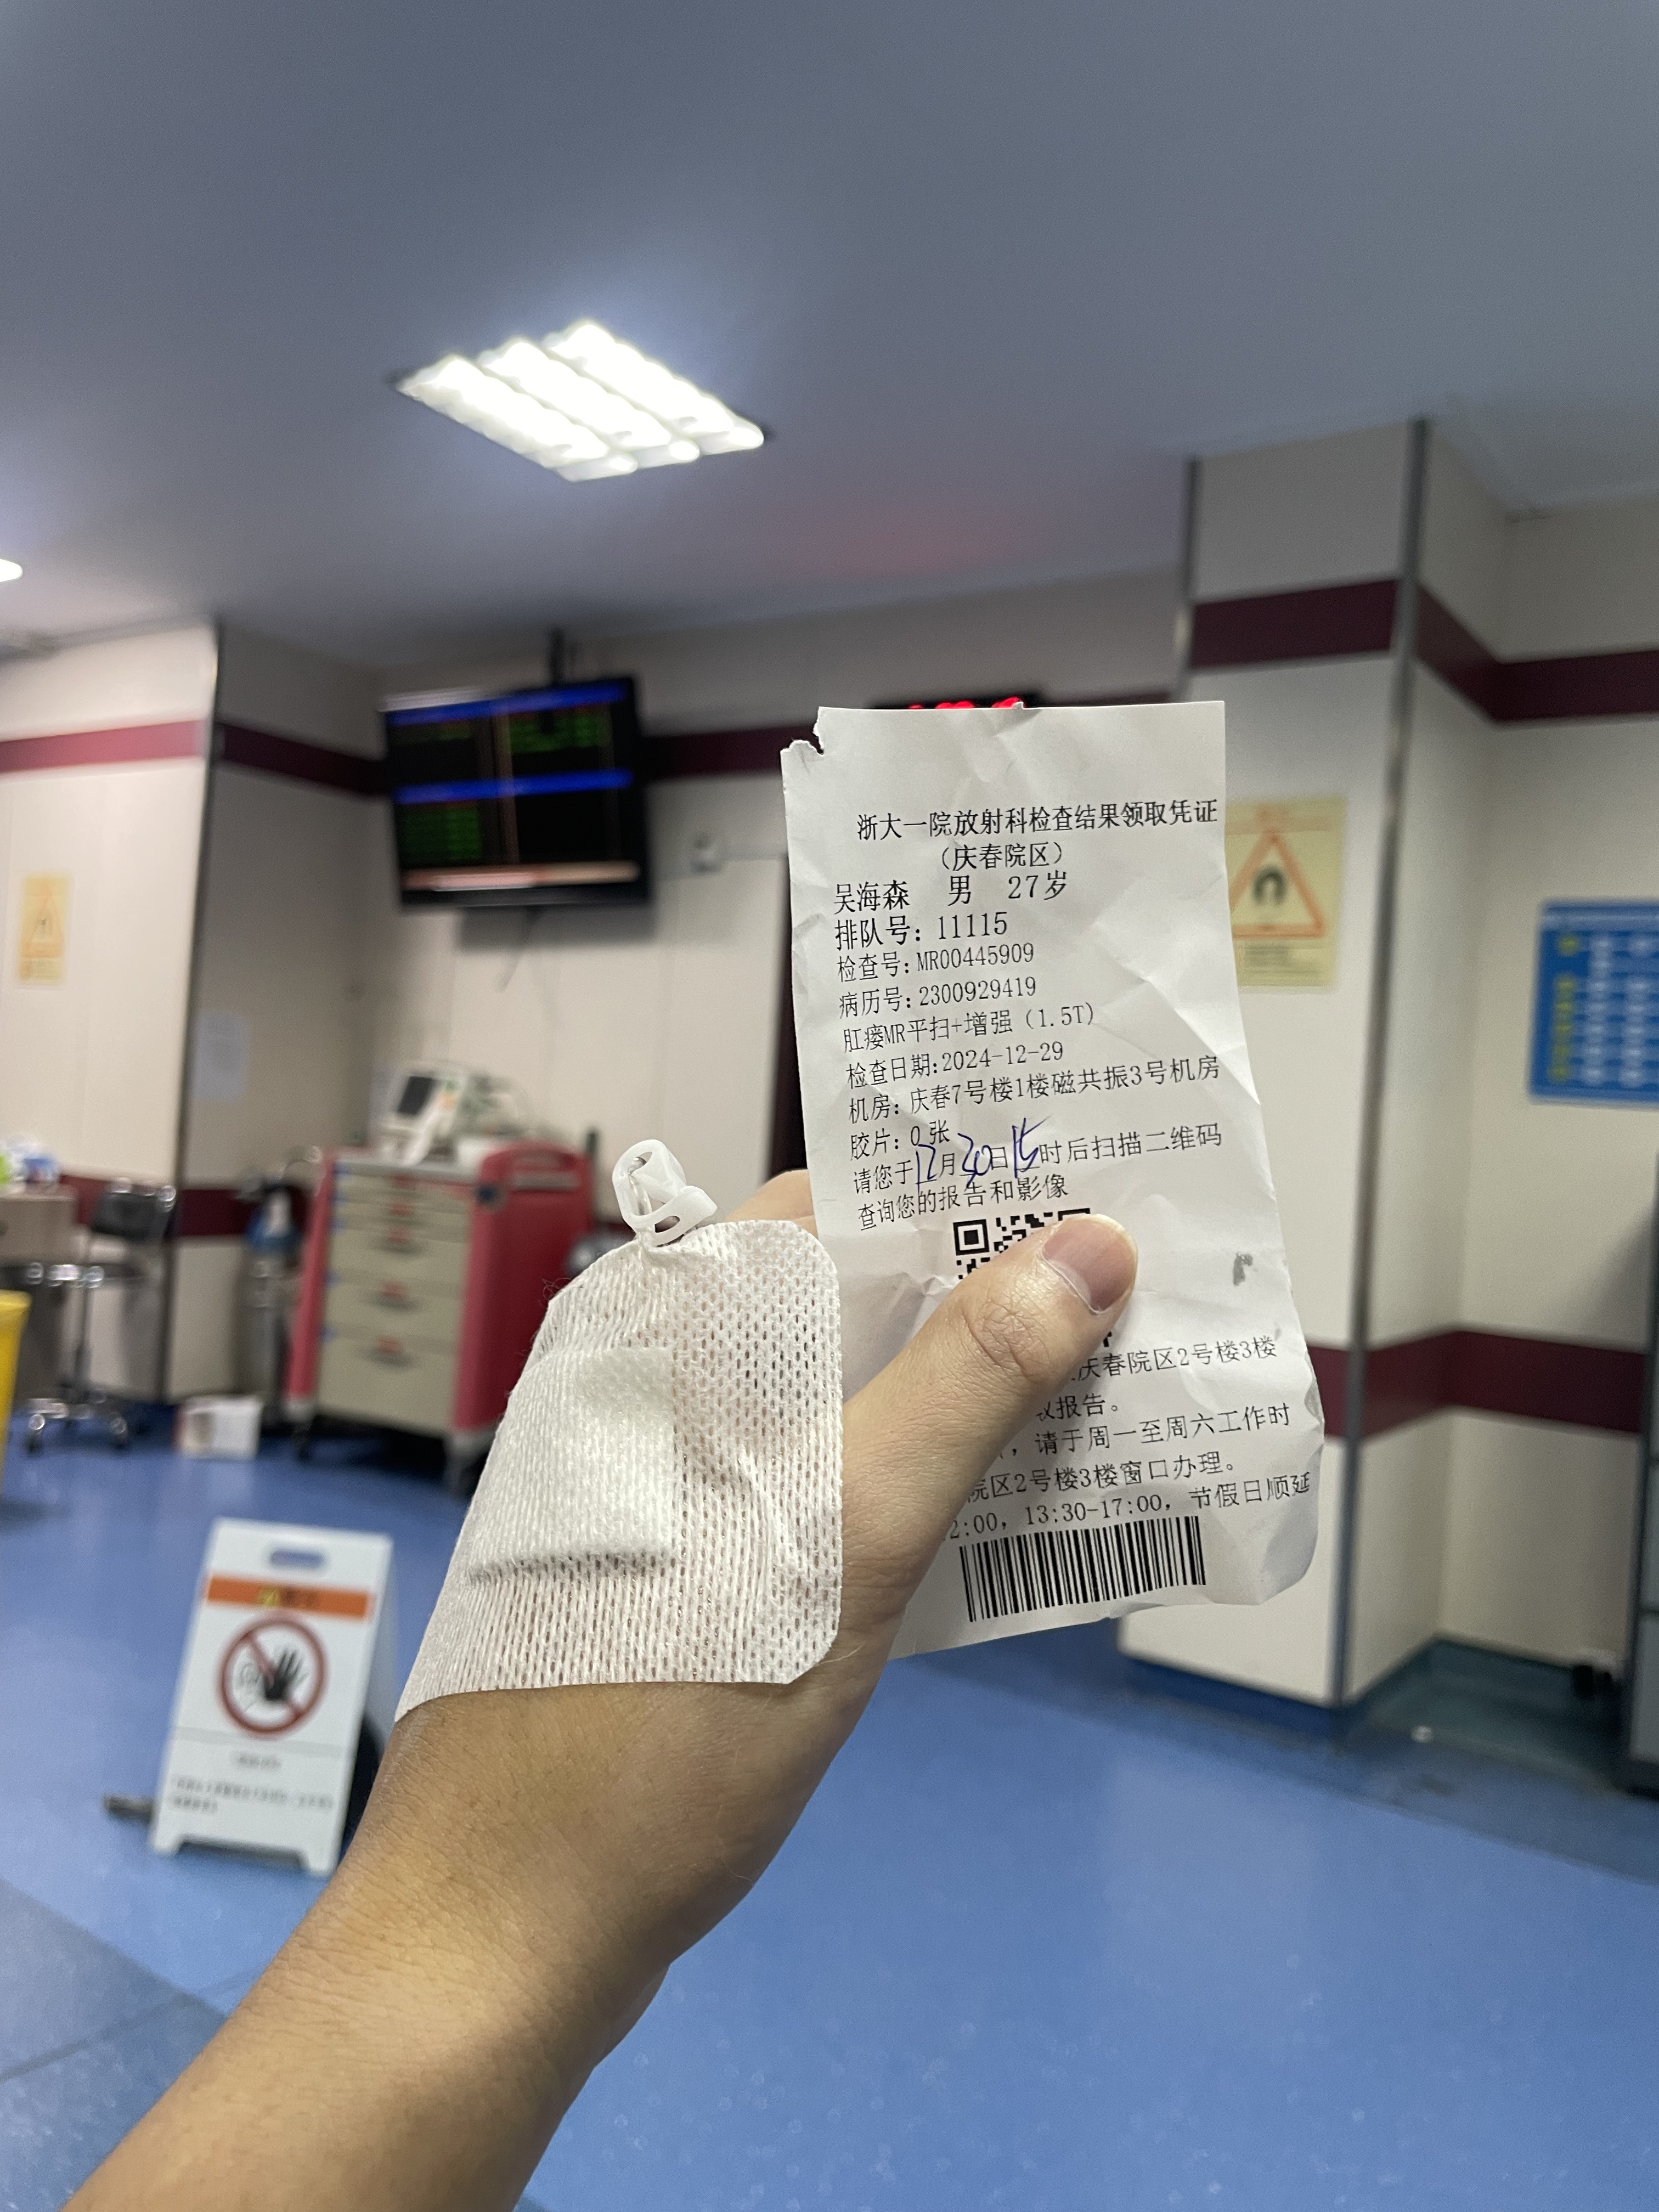 浙大一院放射科检查结果领取凭证
（庆春院区）
吴海森 男 27岁
排队号：11115
检查号：MR00445909
病历号：2300929419
肛瘘MR平扫+增强（1.5T）
检查日期：2024-12-29
机房：庆春7号楼1楼磁共振3号机房
胶片：0 张
请您于12月30日15时后扫描二维码
查询您的报告和影像
庆春院区2号楼3楼
取报告。
，请于周一至周六工作时
院区2号楼3楼窗口办理。
2:00，13:30-17:00，节假日顺延